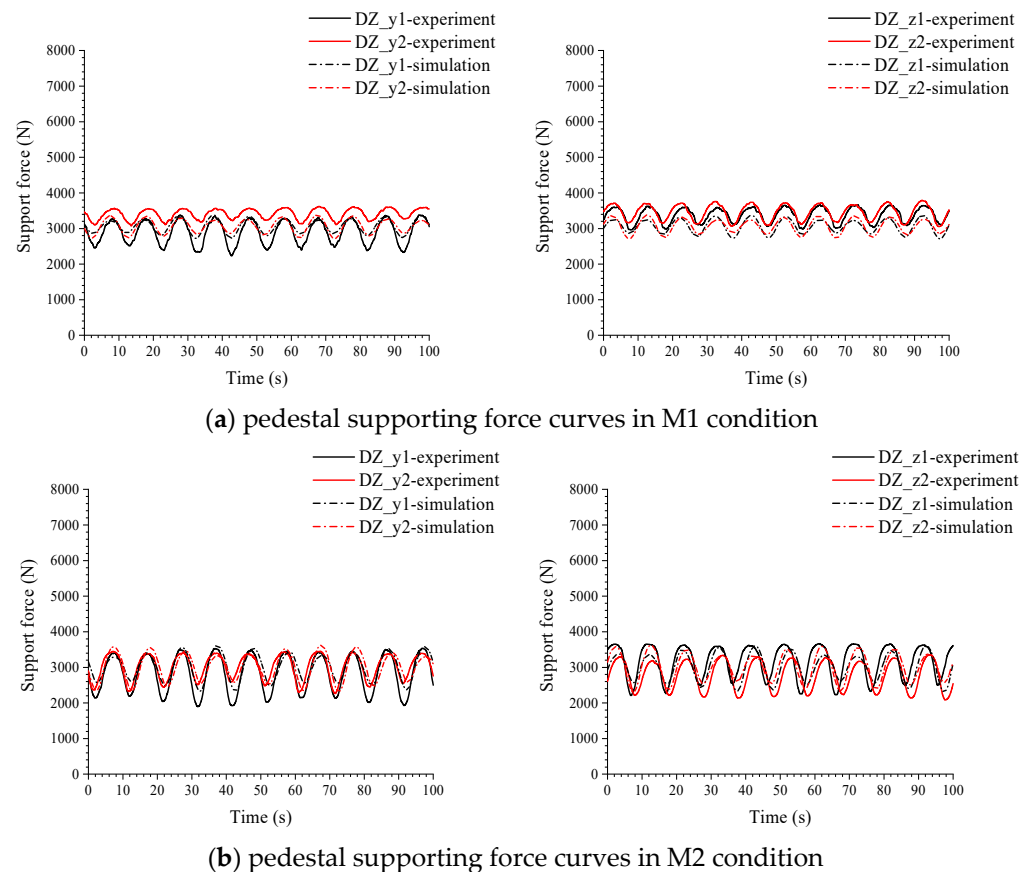 DZ_y1-experiment
DZ_y2-experiment
DZ_y1-simulation
DZ_y2-simulation
8000
7000
6000
5000
4000
3000
2000
1000
0
Support force (N)
0 10 20 30 40 50 60 70 80 90 100
Time (s)
DZ_z1-experiment
DZ_z2-experiment
DZ_z1-simulation
DZ_z2-simulation
8000
7000
6000
5000
4000
3000
2000
1000
0
Support force (N)
0 10 20 30 40 50 60 70 80 90 100
Time (s)
(a) pedestal supporting force curves in M1 condition
DZ_y1-experiment
DZ_y2-experiment
DZ_y1-simulation
DZ_y2-simulation
8000
7000
6000
5000
4000
3000
2000
1000
0
Support force (N)
0 10 20 30 40 50 60 70 80 90 100
Time (s)
DZ_z1-experiment
DZ_z2-experiment
DZ_z1-simulation
DZ_z2-simulation
8000
7000
6000
5000
4000
3000
2000
1000
0
Support force (N)
0 10 20 30 40 50 60 70 80 90 100
Time (s)
(b) pedestal supporting force curves in M2 condition